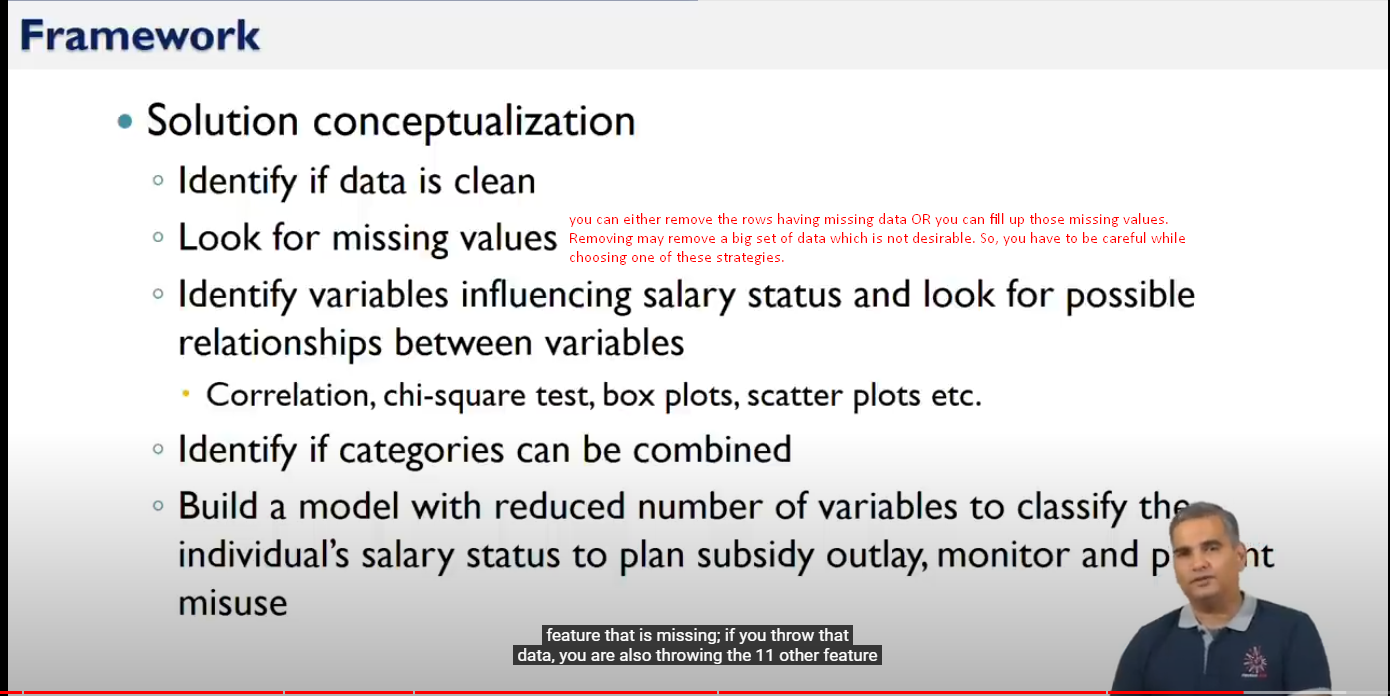 Framework
Solution conceptualization
Identify if data is clean
Look for missing values
you can either remove the rows having missing data OR you can fill up those missing values.
Removing may remove a big set of data which is not desirable. So, you have to be careful while
choosing one of these strategies.
Identify variables influencing salary status and look for possible
relationships between variables
Correlation, chi-square test, box plots, scatter plots etc.
Identify if categories can be combined
Build a model with reduced number of variables to classify the
individual's salary status to plan subsidy outlay, monitor and
misuse
feature that is missing; if you throw that
data, you are also throwing the 11 other feature